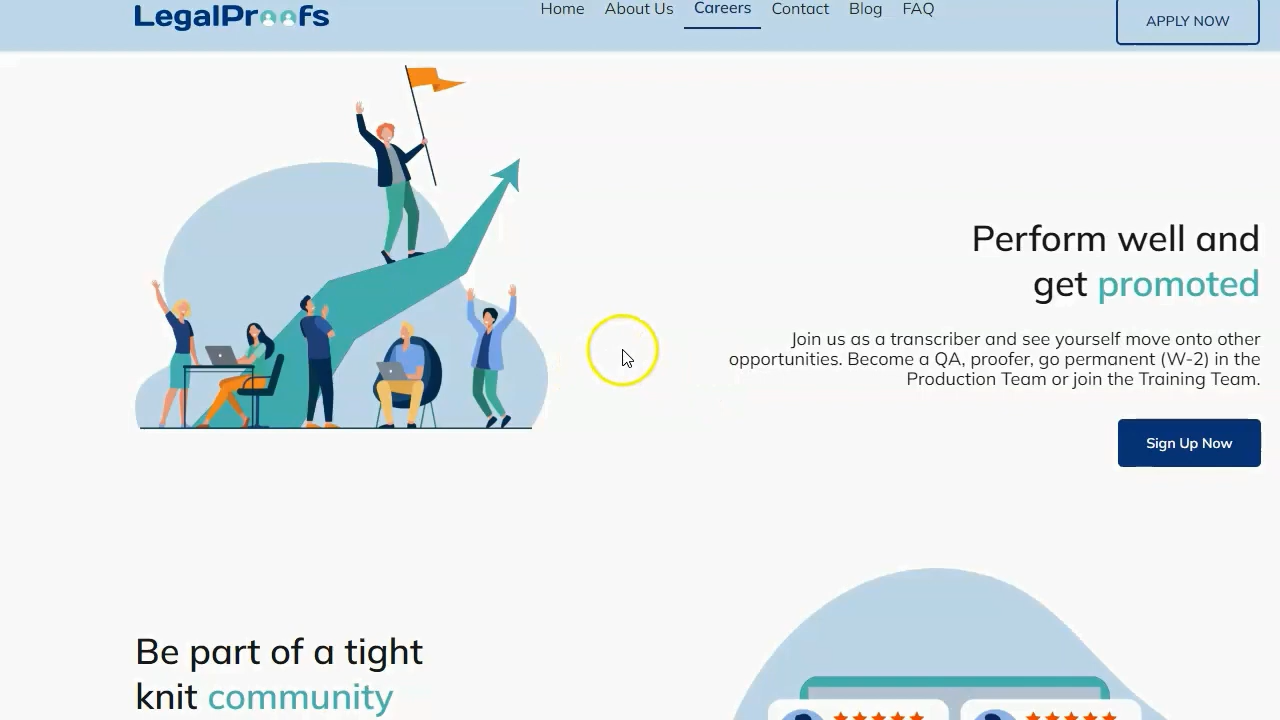 LegalProofs
Home About Us Careers Contact Blog FAQ
APPLY NOW
Perform well and
get promoted
Join us as a transcriber and see yourself move onto other
opportunities. Become a QA, proofer, go permanent (W-2) in the
Production Team or join the Training Team.
Sign Up Now
Be part of a tight
knit community